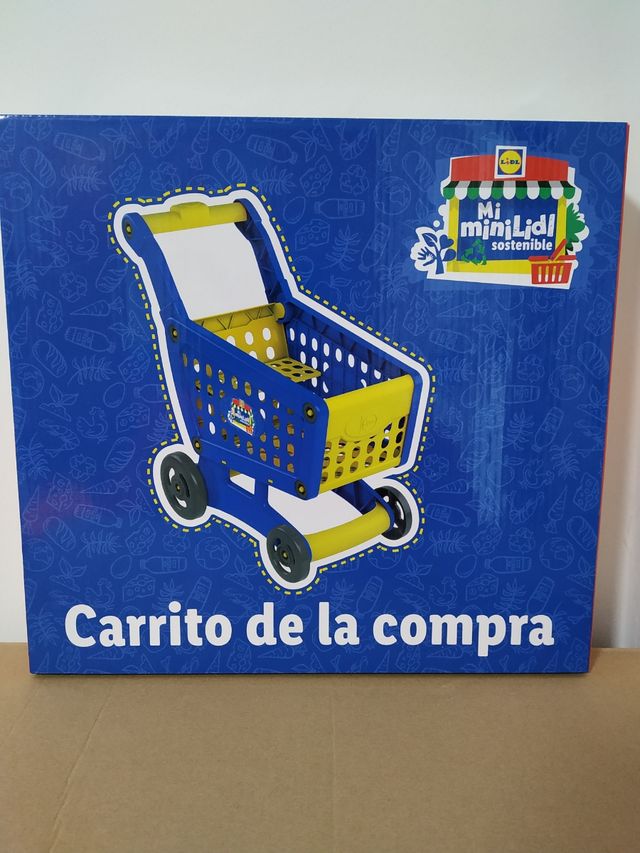 LIDL
Mi
miniLidl
sostenible
Carrito de la compra